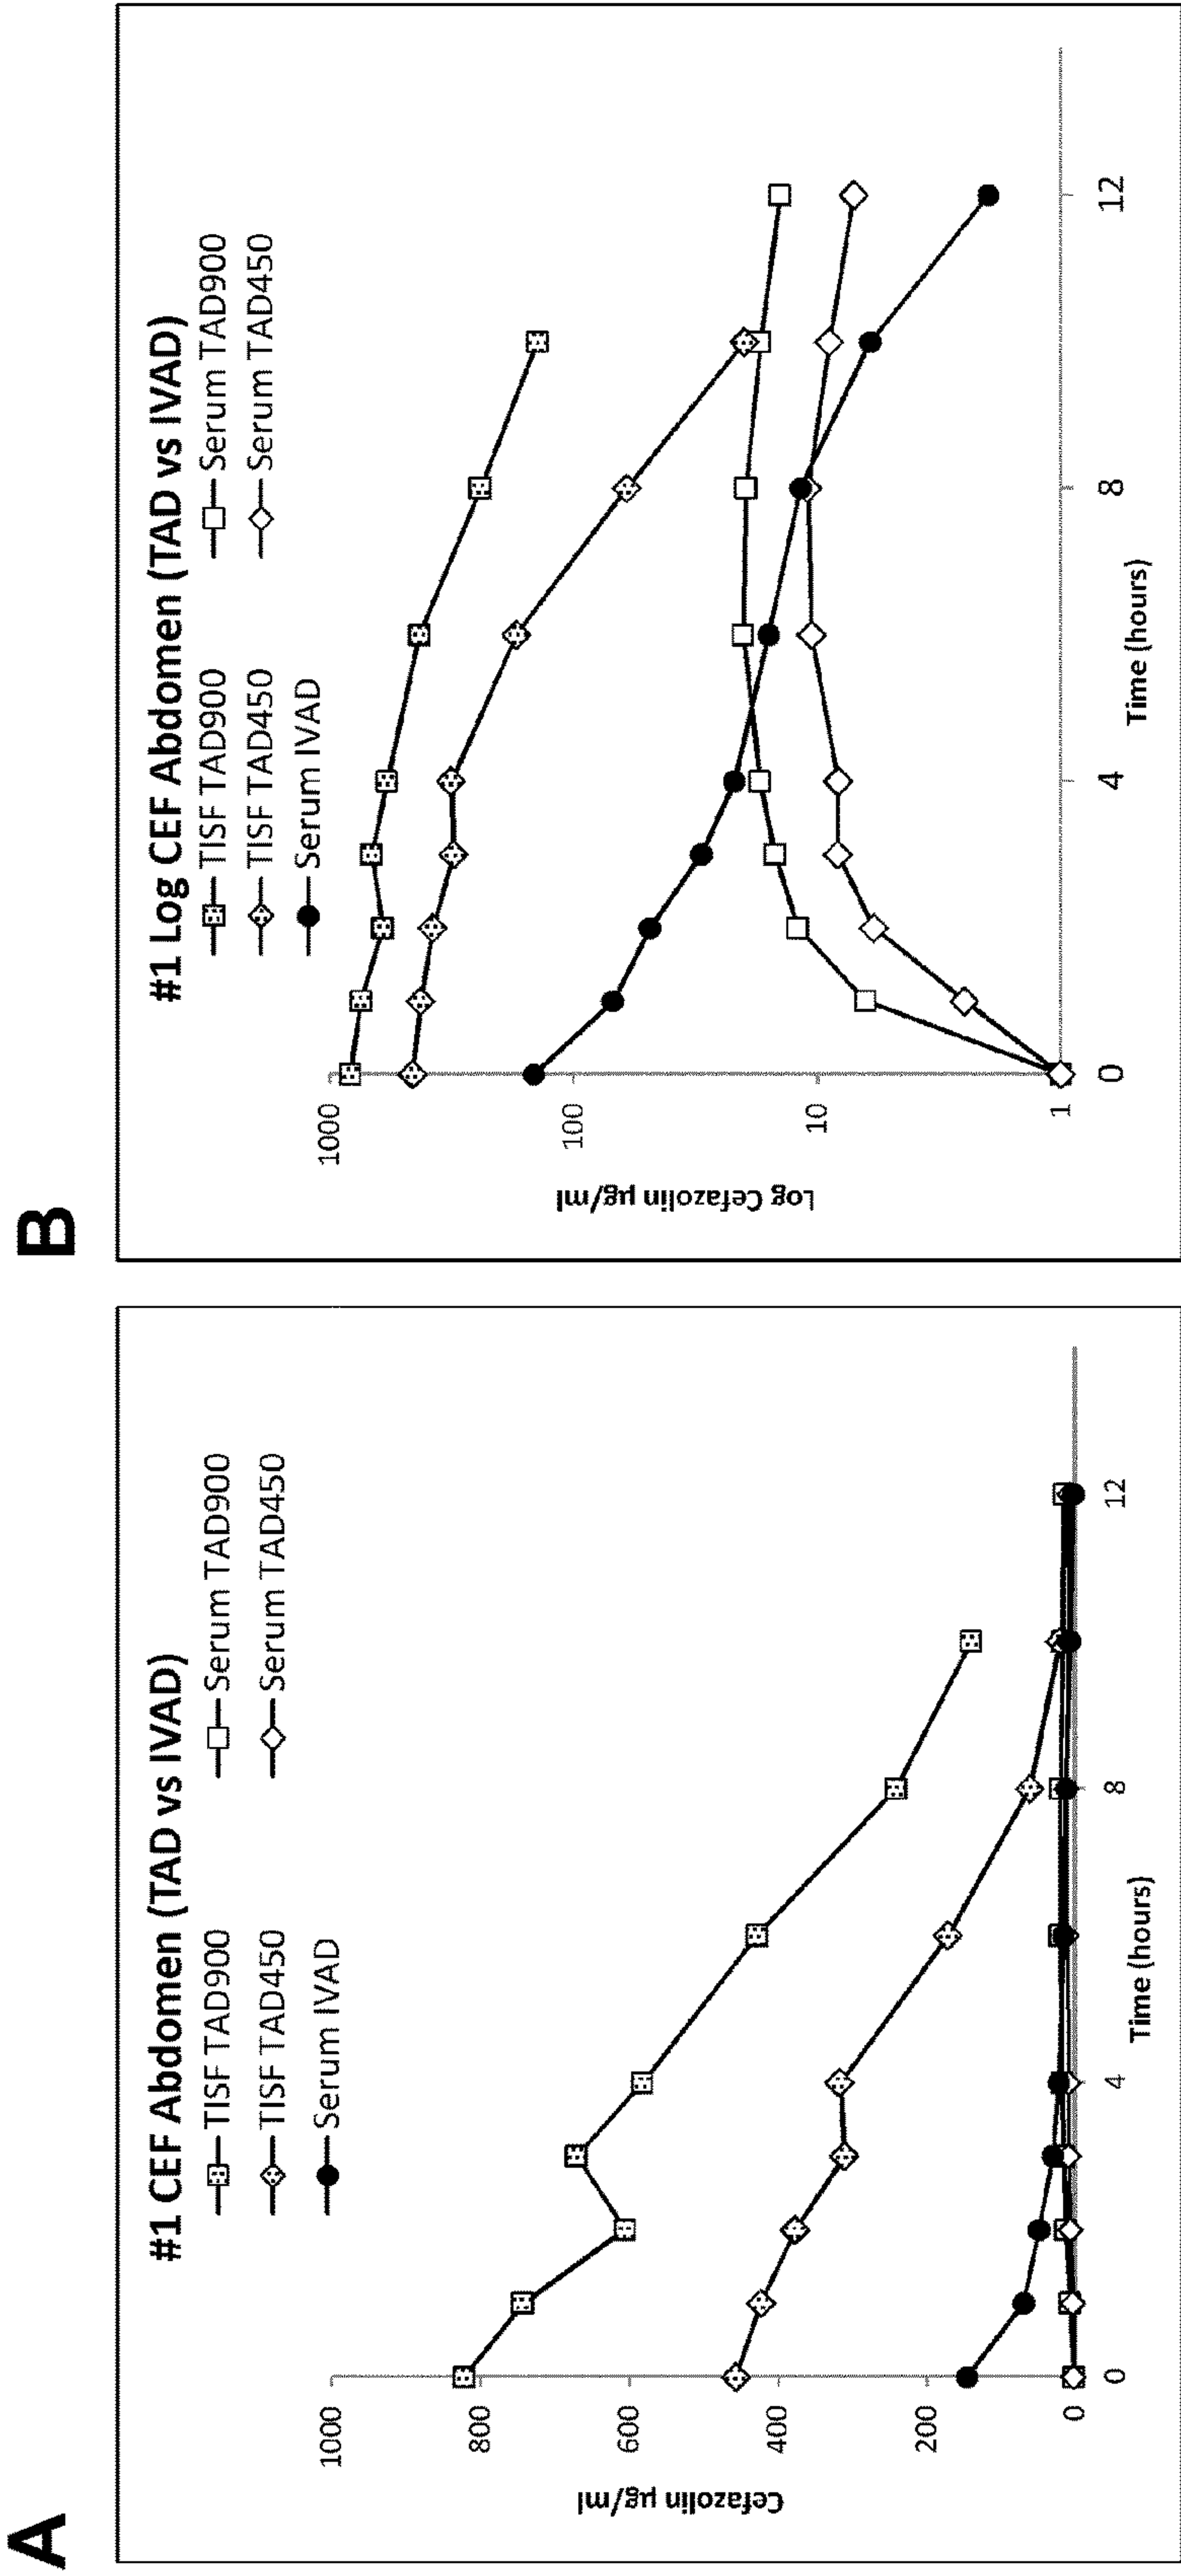 A
#1 CEF Abdomen (TAD vs IVAD)
TISF TAD900
Serum TAD900
TISF TAD450
Serum TAD450
Serum IVAD
1000
800
600
400
200
0
Cefazolin µg/ml
0
4
8
12
Time (hours)
B
#1 Log CEF Abdomen (TAD vs IVAD)
TISF TAD900
Serum TAD900
TISF TAD450
Serum TAD450
Serum IVAD
1000
100
10
1
Log Cefazolin µg/ml
0
4
8
12
Time (hours)